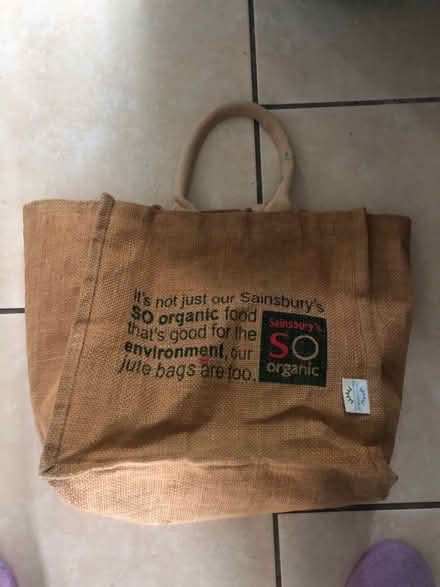 it's not just our Sainsbury's
SO organic food
that's good for the
environment, our
jute bags are too.
Sainsbury's
SO
organic